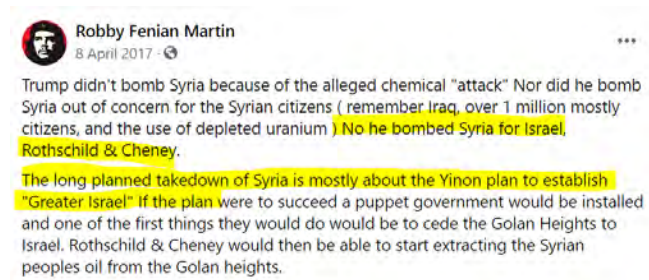 Robby Fenian Martin
8 April 2017 ·
Trump didn't bomb Syria because of the alleged chemical "attack" Nor did he bomb
Syria out of concern for the Syrian citizens ( remember Iraq, over 1 million mostly
citizens, and the use of depleted uranium ) No he bombed Syria for Israel,
Rothschild & Cheney.
The long planned takedown of Syria is mostly about the Yinon plan to establish
"Greater Israel" If the plan were to succeed a puppet government would be installed
and one of the first things they would do would be to cede the Golan Heights to
Israel. Rothschild & Cheney would then be able to start extracting the Syrian
peoples oil from the Golan heights.